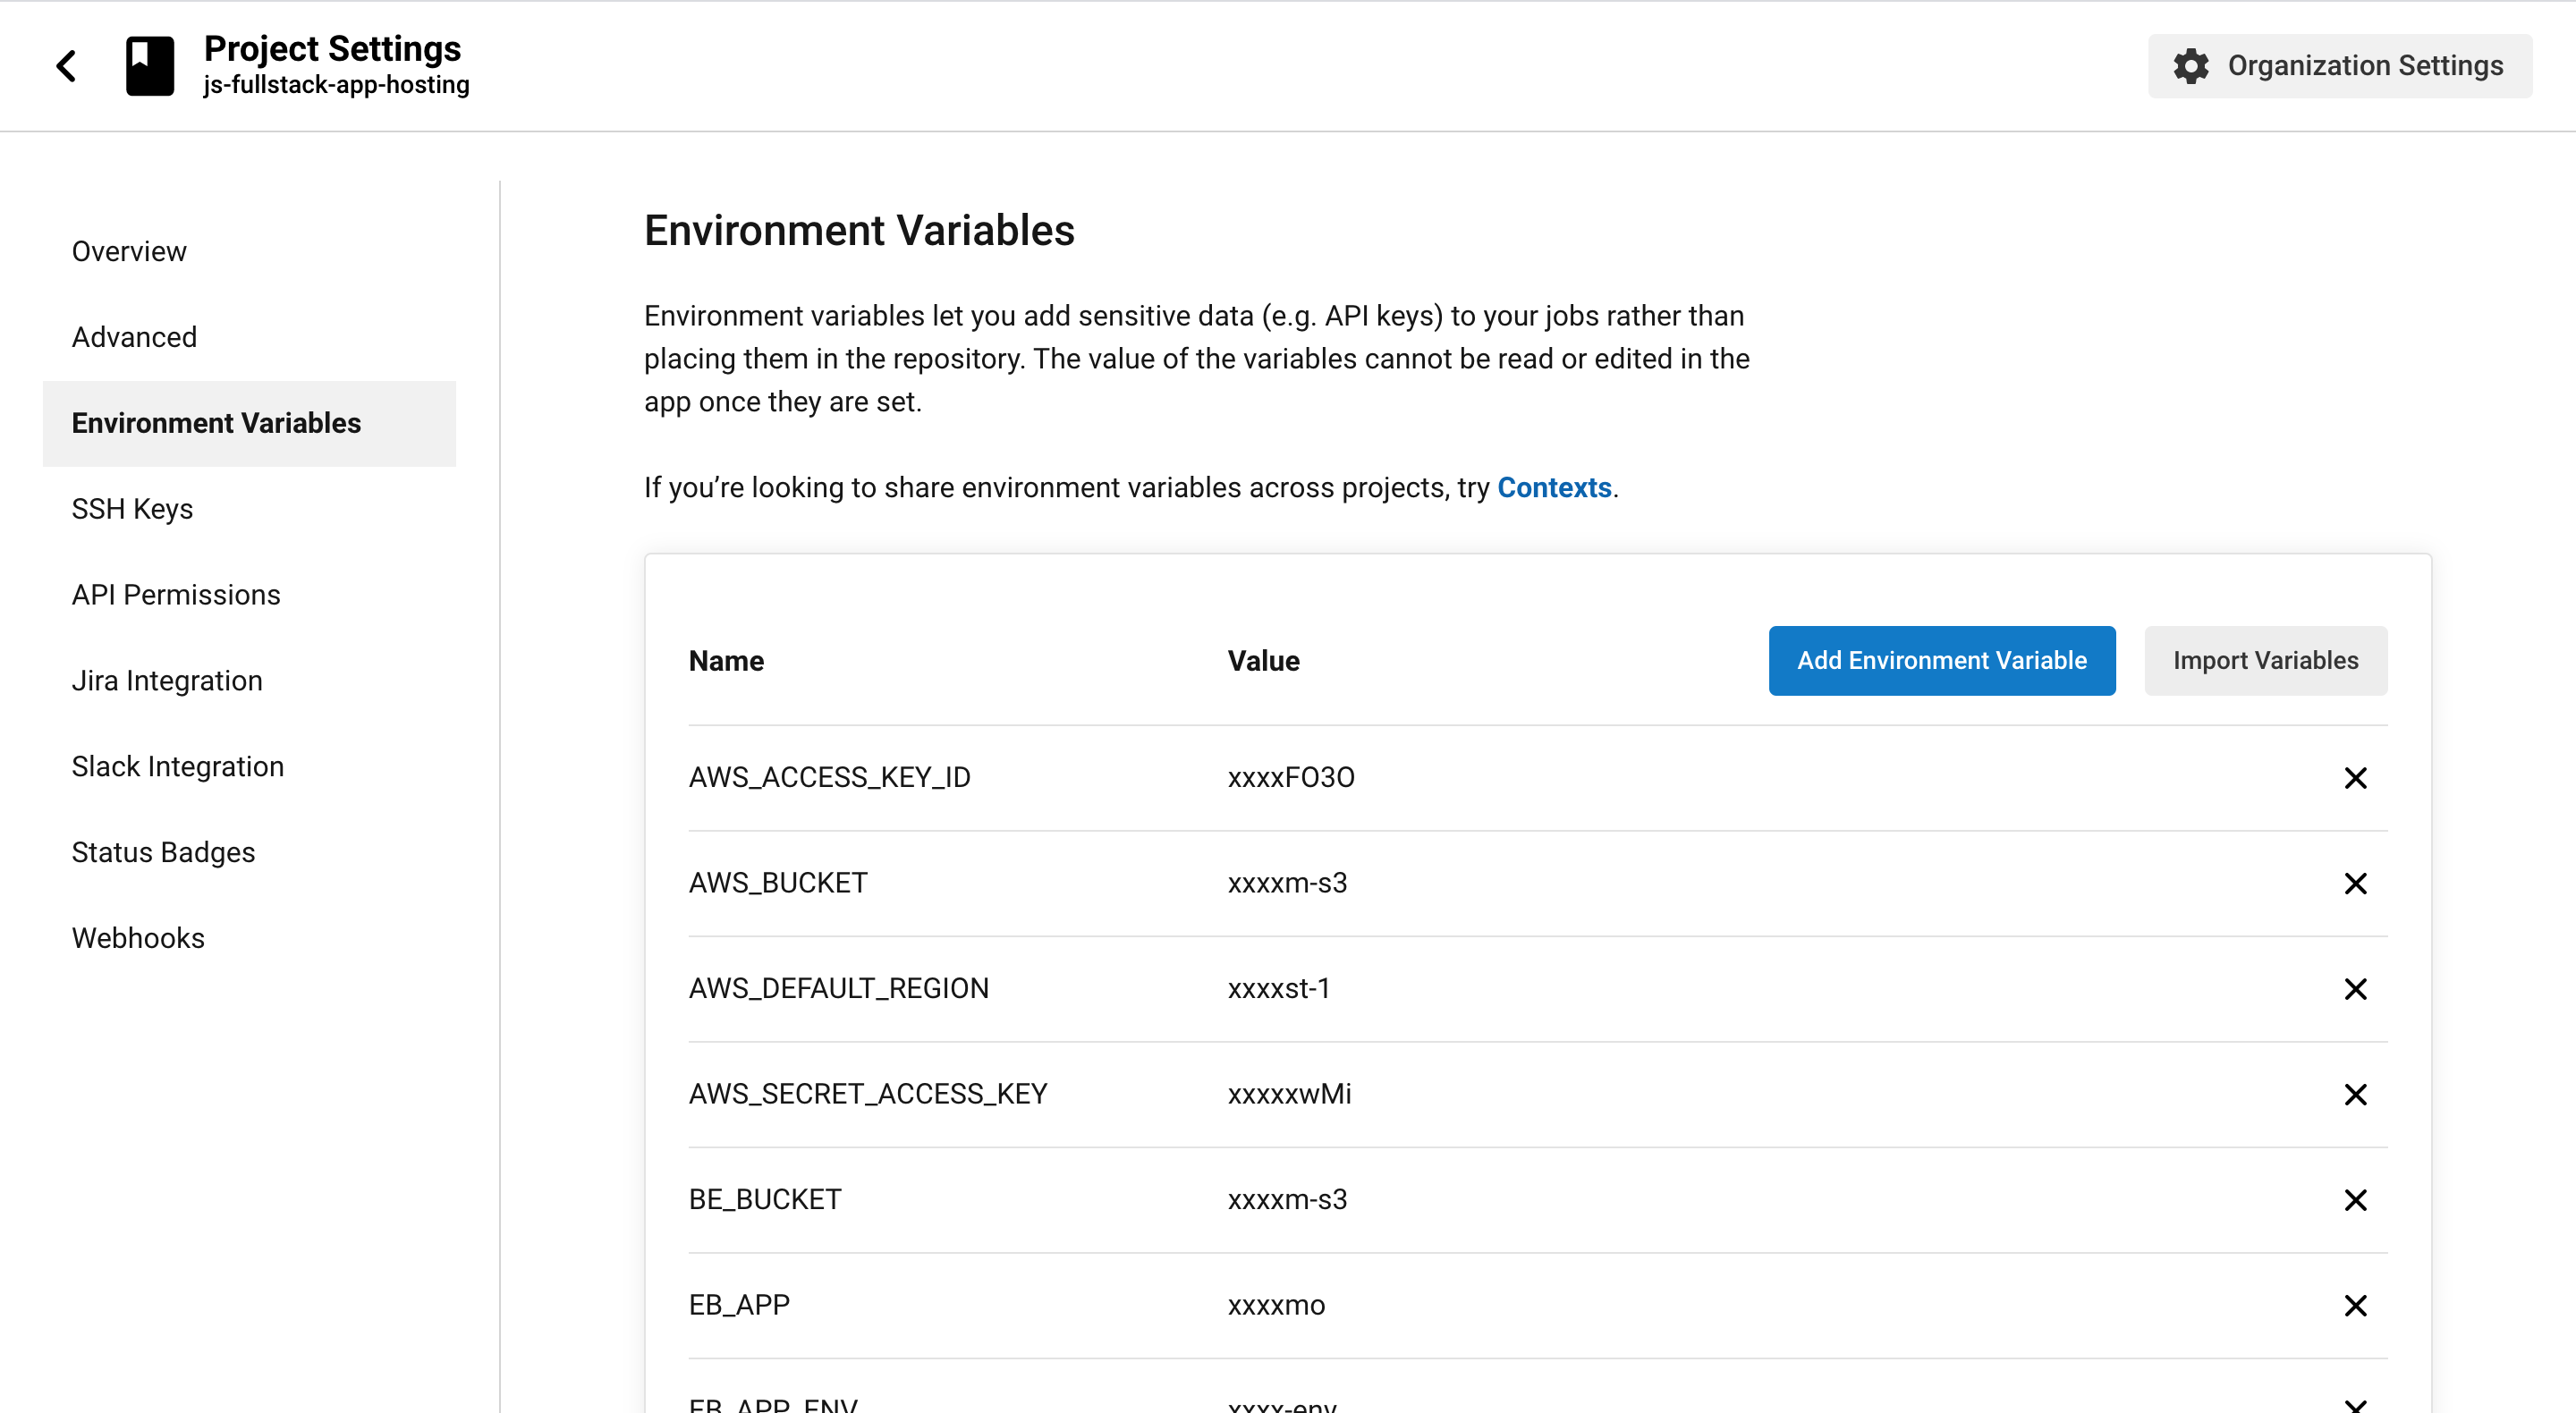 Project Settings
js-fullstack-app-hosting
Organization Settings
Overview
Advanced
Environment Variables
SSH Keys
API Permissions
Jira Integration
Slack Integration
Status Badges
Webhooks
Environment Variables
Environment variables let you add sensitive data (e.g. API keys) to your jobs rather than
placing them in the repository. The value of the variables cannot be read or edited in the
app once they are set.
If you’re looking to share environment variables across projects, try Contexts.
Name Value Add Environment Variable Import Variables
AWS_ACCESS_KEY_ID xxxxFO3O
AWS_BUCKET xxxxm-s3
AWS_DEFAULT_REGION xxxxst-1
AWS_SECRET_ACCESS_KEY xxxxxwMi
BE_BUCKET xxxxm-s3
EB_APP xxxxmo
EB_APP_ENV xxxx-env